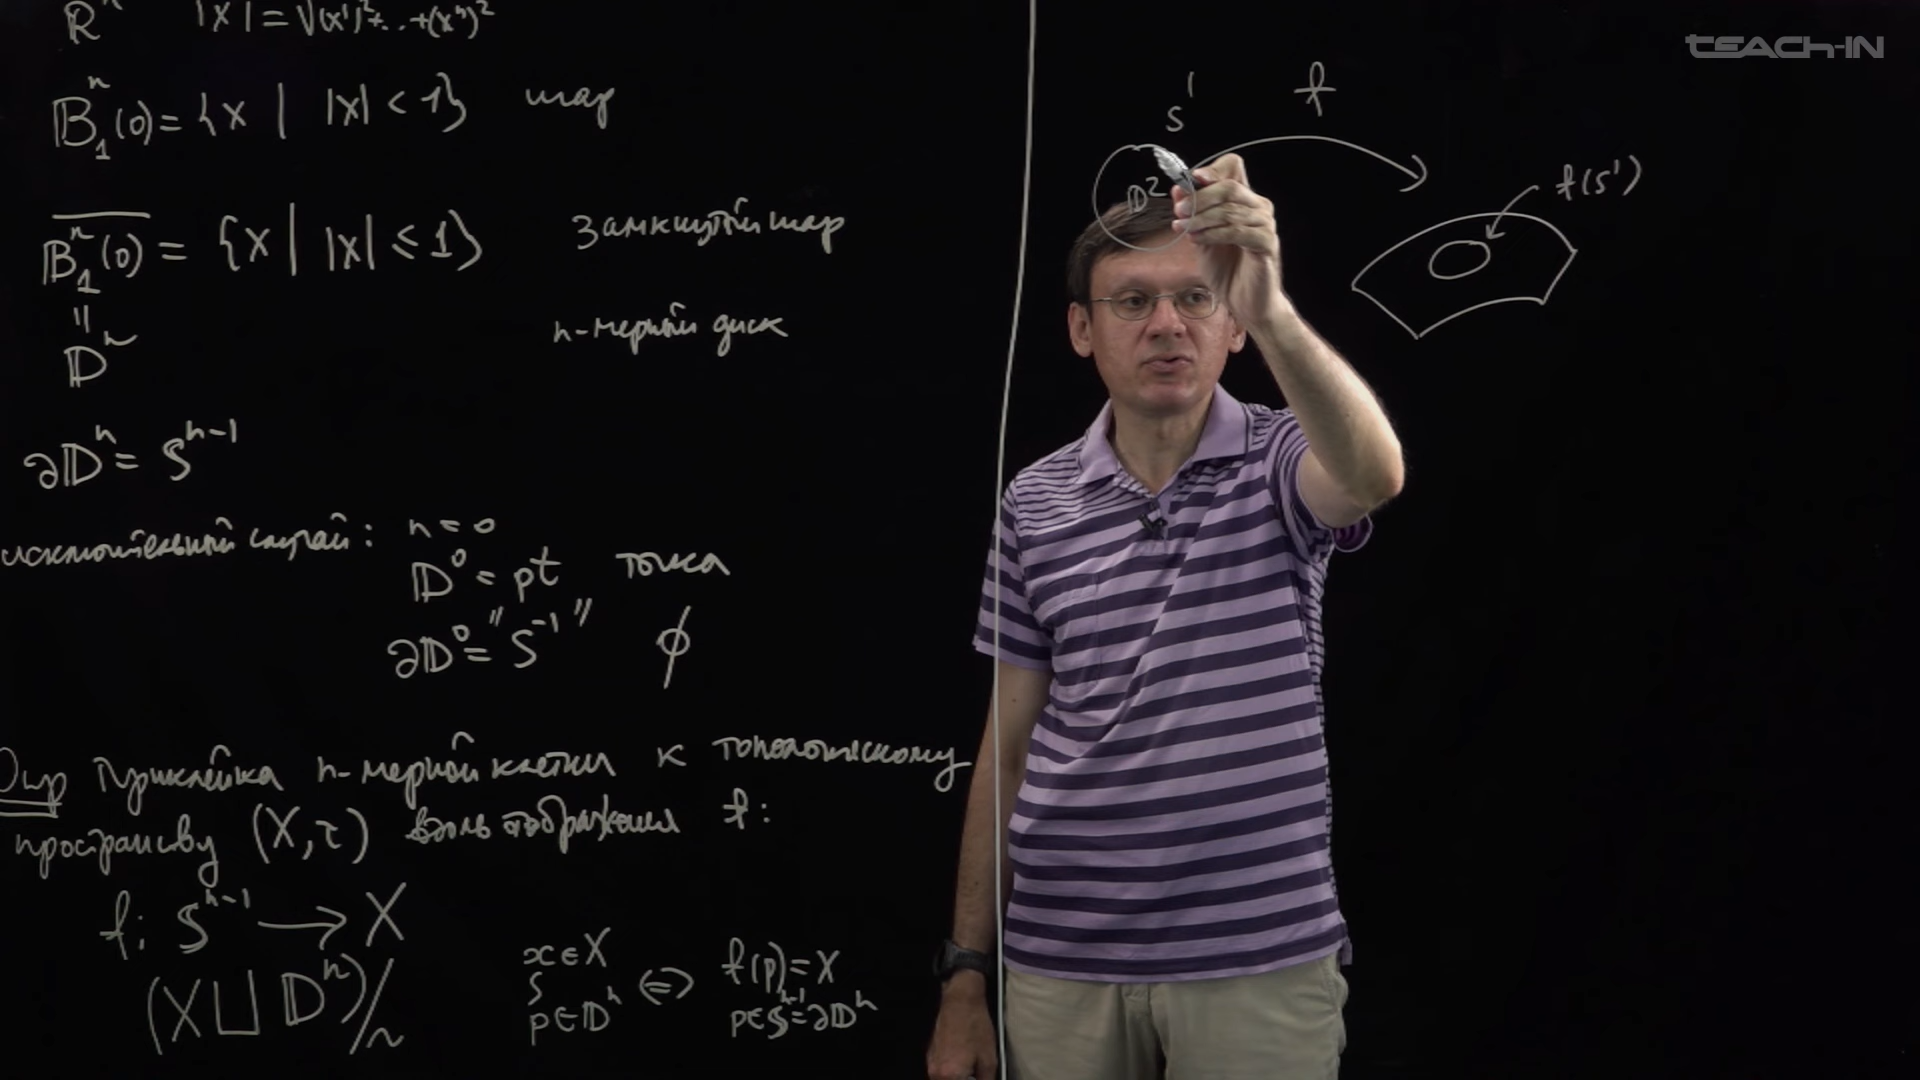 ℝⁿ |x| = √(x¹)²+...+(xⁿ)²
𝔹₁ⁿ(0) = {x | |x| < 1} шар
𝔹₁ⁿ(0) = {x | |x| ≤ 1} замкнутый шар
=
𝔻ⁿ n-мерный диск
∂𝔻ⁿ = Sⁿ⁻¹
исключительный случай: n=0
𝔻⁰ = pt точка
∂𝔻⁰ = "S⁻¹" ∅
Опр Приклейка n-мерной клетки к топологическому
пространству (X,τ) вдоль отображения f:
f: Sⁿ⁻¹ → X
(X ⊔ 𝔻ⁿ)/~
x∈X
~
p∈𝔻ⁿ
⇔
f(p)=x
p∈Sⁿ⁻¹=∂𝔻ⁿ
TEACH-IN
S¹
f
𝔻²
f(S¹)